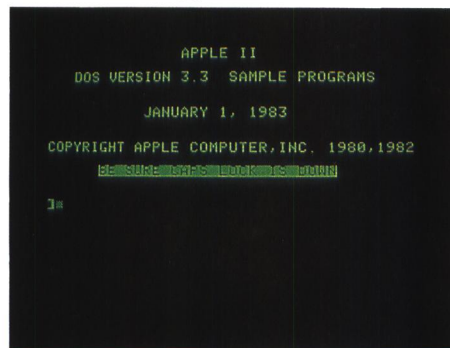 APPLE II
DOS VERSION 3.3 SAMPLE PROGRAMS
JANUARY 1, 1983
COPYRIGHT APPLE COMPUTER,INC. 1980,1982
BE SURE CAPS LOCK IS DOWN
]